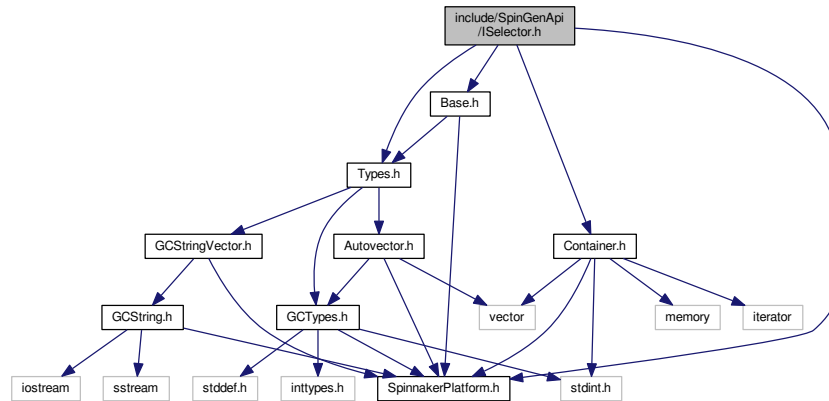 include/SpinGenApi
/ISelector.h
Base.h
Types.h
GCStringVector.h
Autovector.h
Container.h
GCString.h
GCTypes.h
vector
memory
iterator
iostream
sstream
stddef.h
inttypes.h
SpinnakerPlatform.h
stdint.h